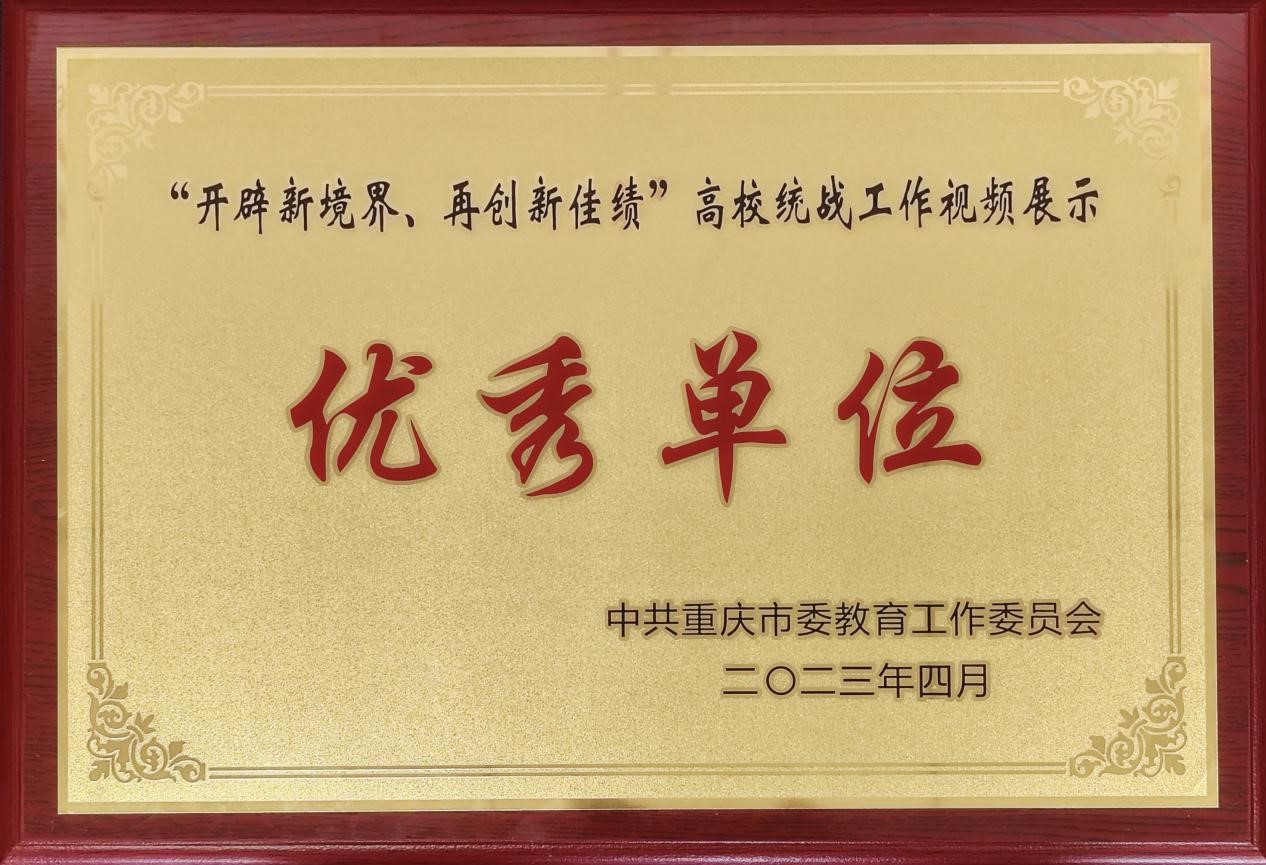 “开辟新境界、再创新佳绩”高校统战工作视频展示
优秀单位
中共重庆市委教育工作委员会
二〇二三年四月